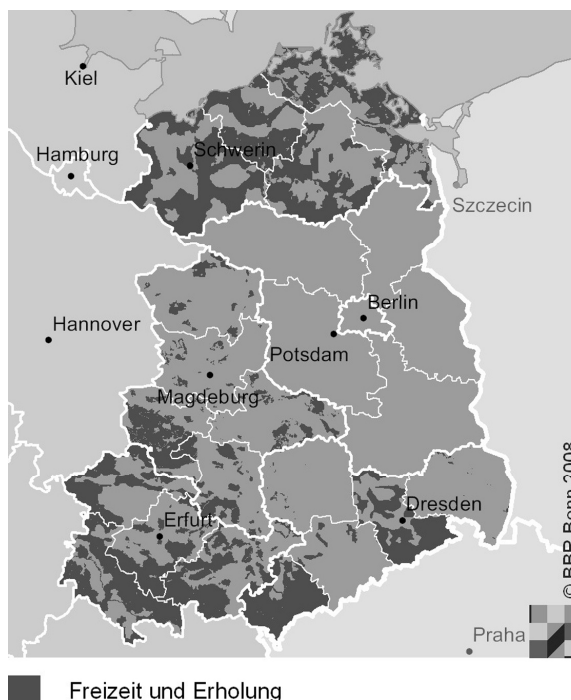 Kiel
Schwerin
Hamburg
Szczecin
Berlin
Hannover
Potsdam
Magdeburg
Dresden
Erfurt
© BBR Bonn 2008
Praha
Freizeit und Erholung